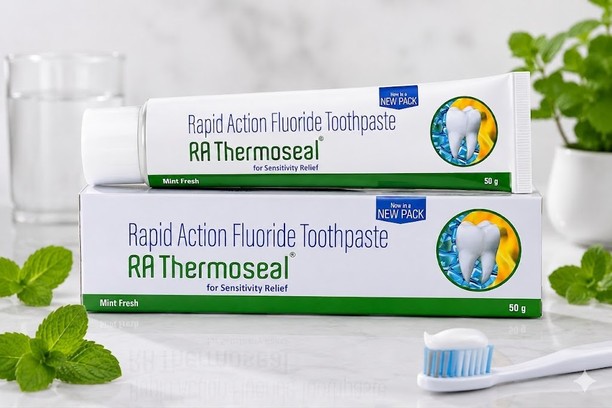 Now in a
NEW PACK
Rapid Action Fluoride Toothpaste
RA Thermoseal®
for Sensitivity Relief
Mint Fresh
50 g
Now in a
NEW PACK
Rapid Action Fluoride Toothpaste
RA Thermoseal®
for Sensitivity Relief
Mint Fresh
50 g